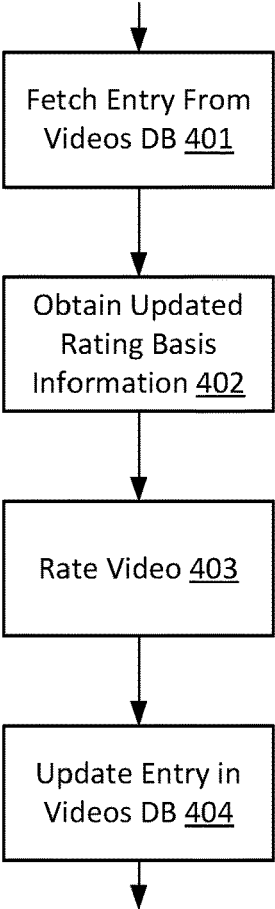 Fetch Entry From
Videos DB 401
Obtain Updated
Rating Basis
Information 402
Rate Video 403
Update Entry in
Videos DB 404